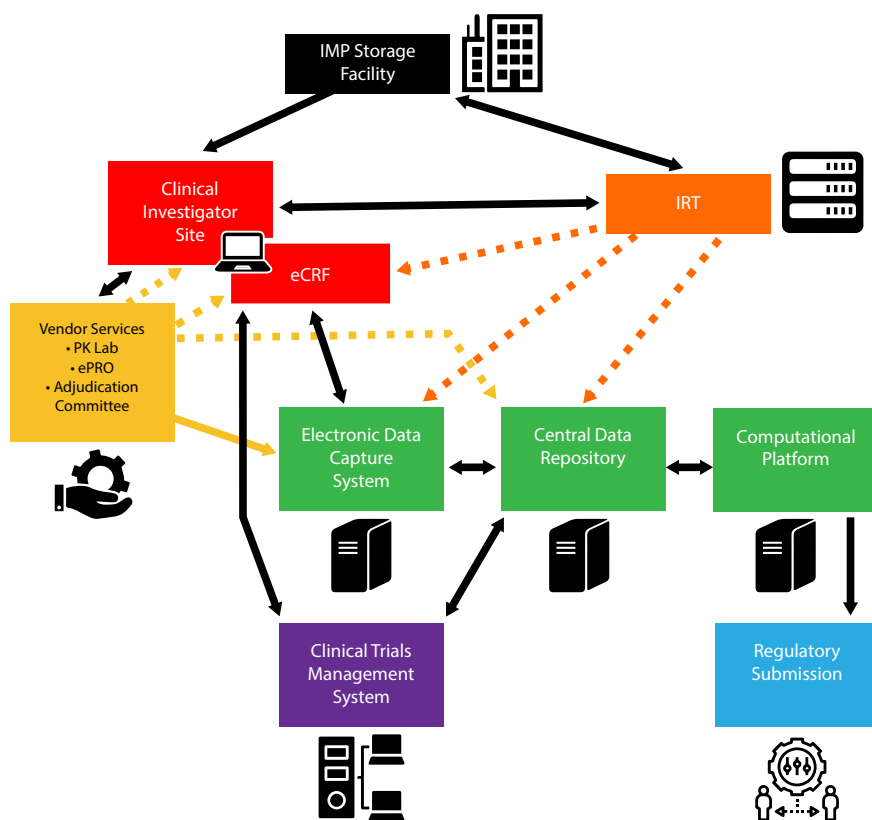 IMP Storage
Facility
Clinical
Investigator
Site
IRT
eCRF
Vendor Services
• PK Lab
• ePRO
• Adjudication
Committee
Electronic Data
Capture
System
Central Data
Repository
Computational
Platform
Clinical Trials
Management
System
Regulatory
Submission